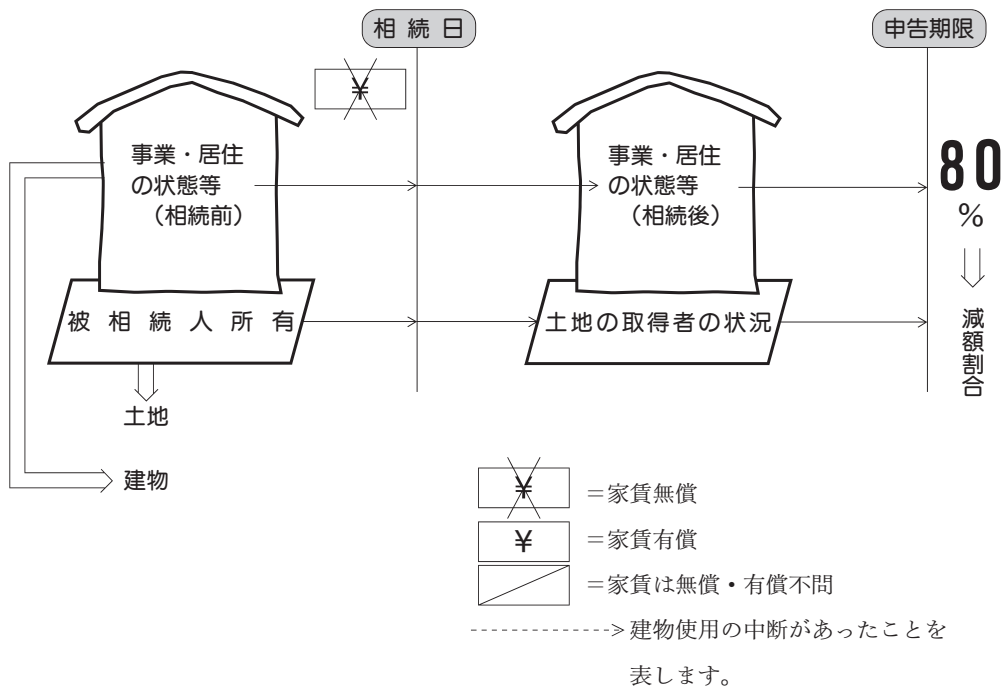 相続日
申告期限
¥
事業・居住
の状態等
（相続前）
事業・居住
の状態等
（相続後）
80
%
減額割合
被相続人所有
土地の取得者の状況
土地
建物
¥ ＝家賃無償
¥ ＝家賃有償
＝家賃は無償・有償不問
建物使用の中断があったことを
表します。